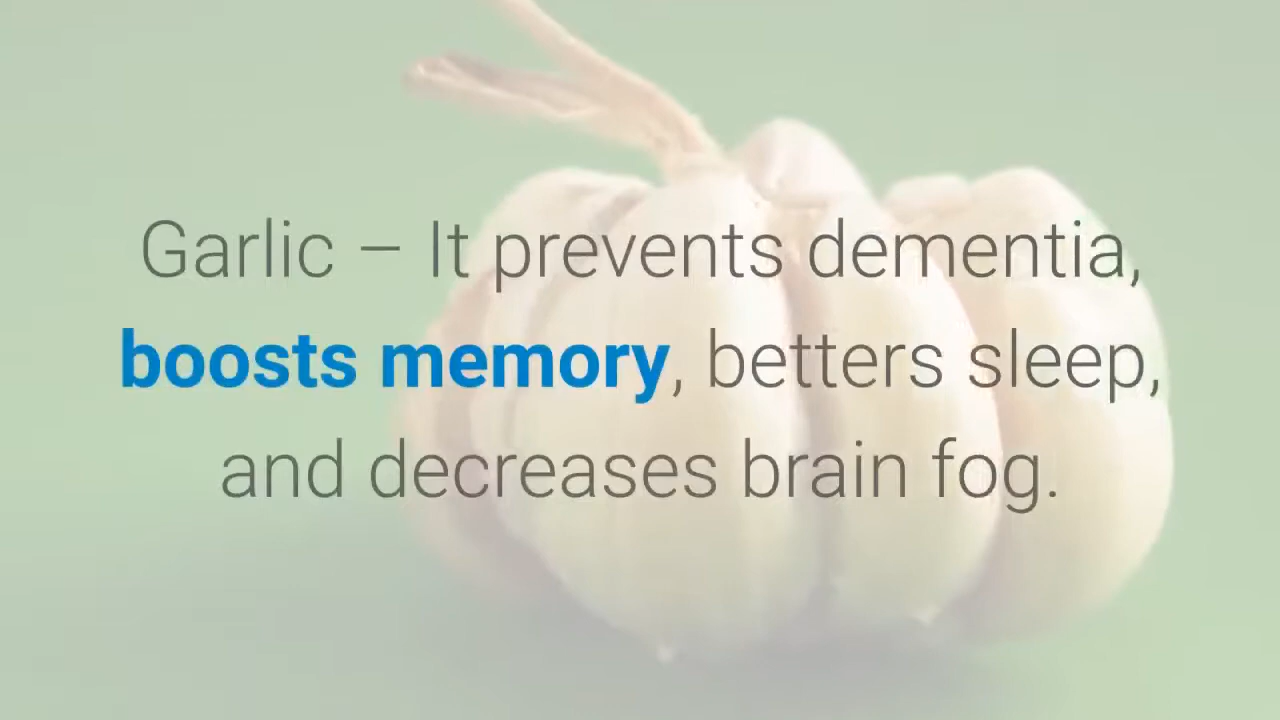 Garlic – It prevents dementia,
boosts memory, betters sleep,
and decreases brain fog.